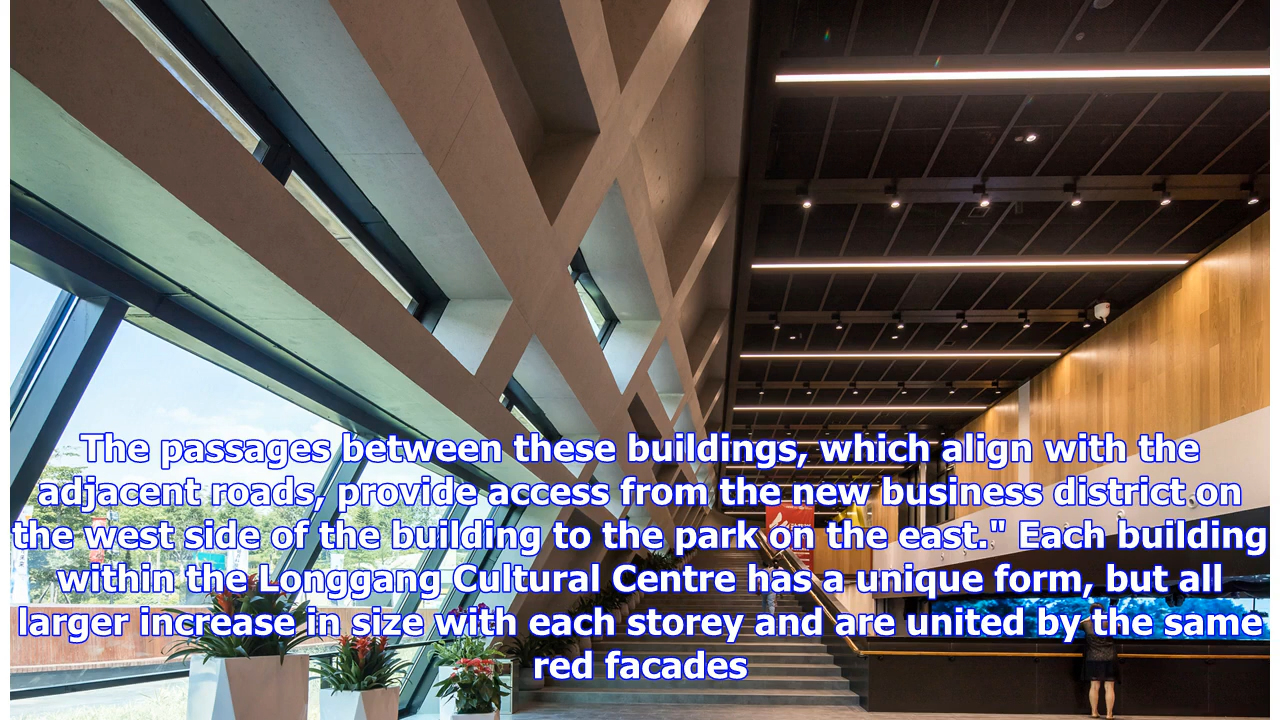 The passages between these buildings, which align with the
adjacent roads, provide access from the new business district on
the west side of the building to the park on the east." Each building
within the Longgang Cultural Centre has a unique form, but all
larger increase in size with each storey and are united by the same
red facades